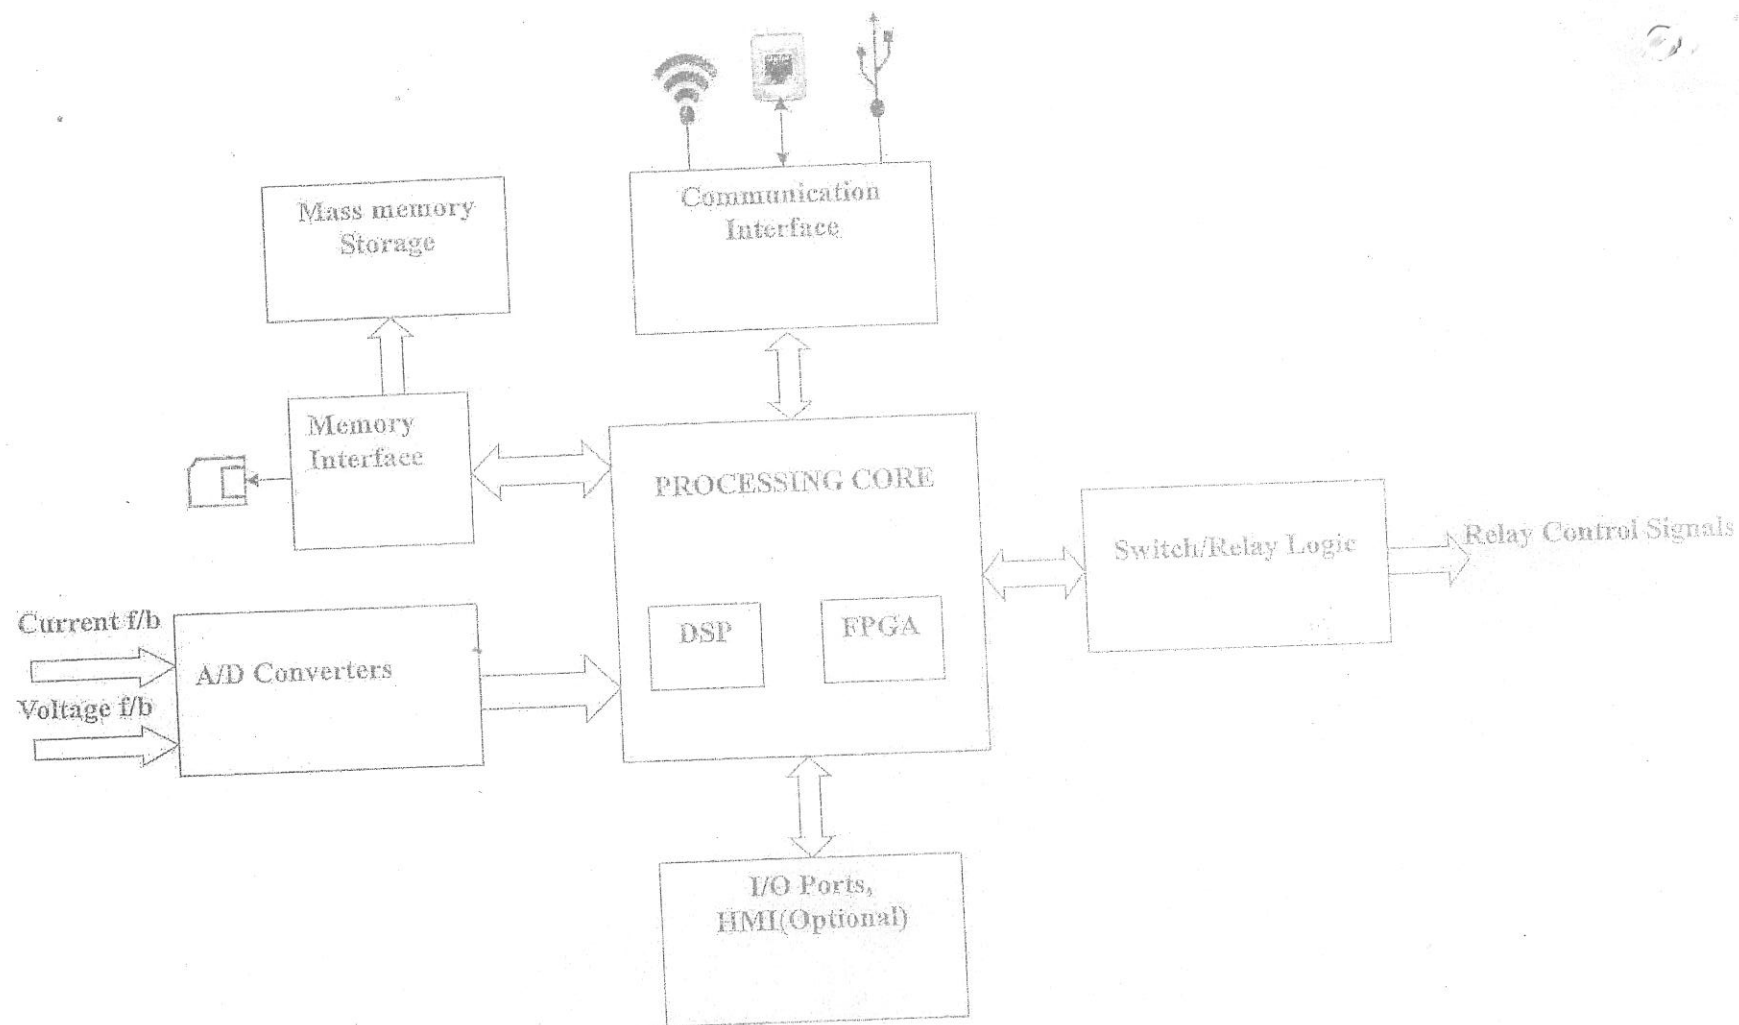 Mass memory
Storage
Communication
Interface
Memory
Interface
PROCESSING CORE
Switch/Relay Logic
Relay Control Signals
Current f/b
A/D Converters
DSP
FPGA
Voltage f/b
I/O Ports,
HMI(Optional)